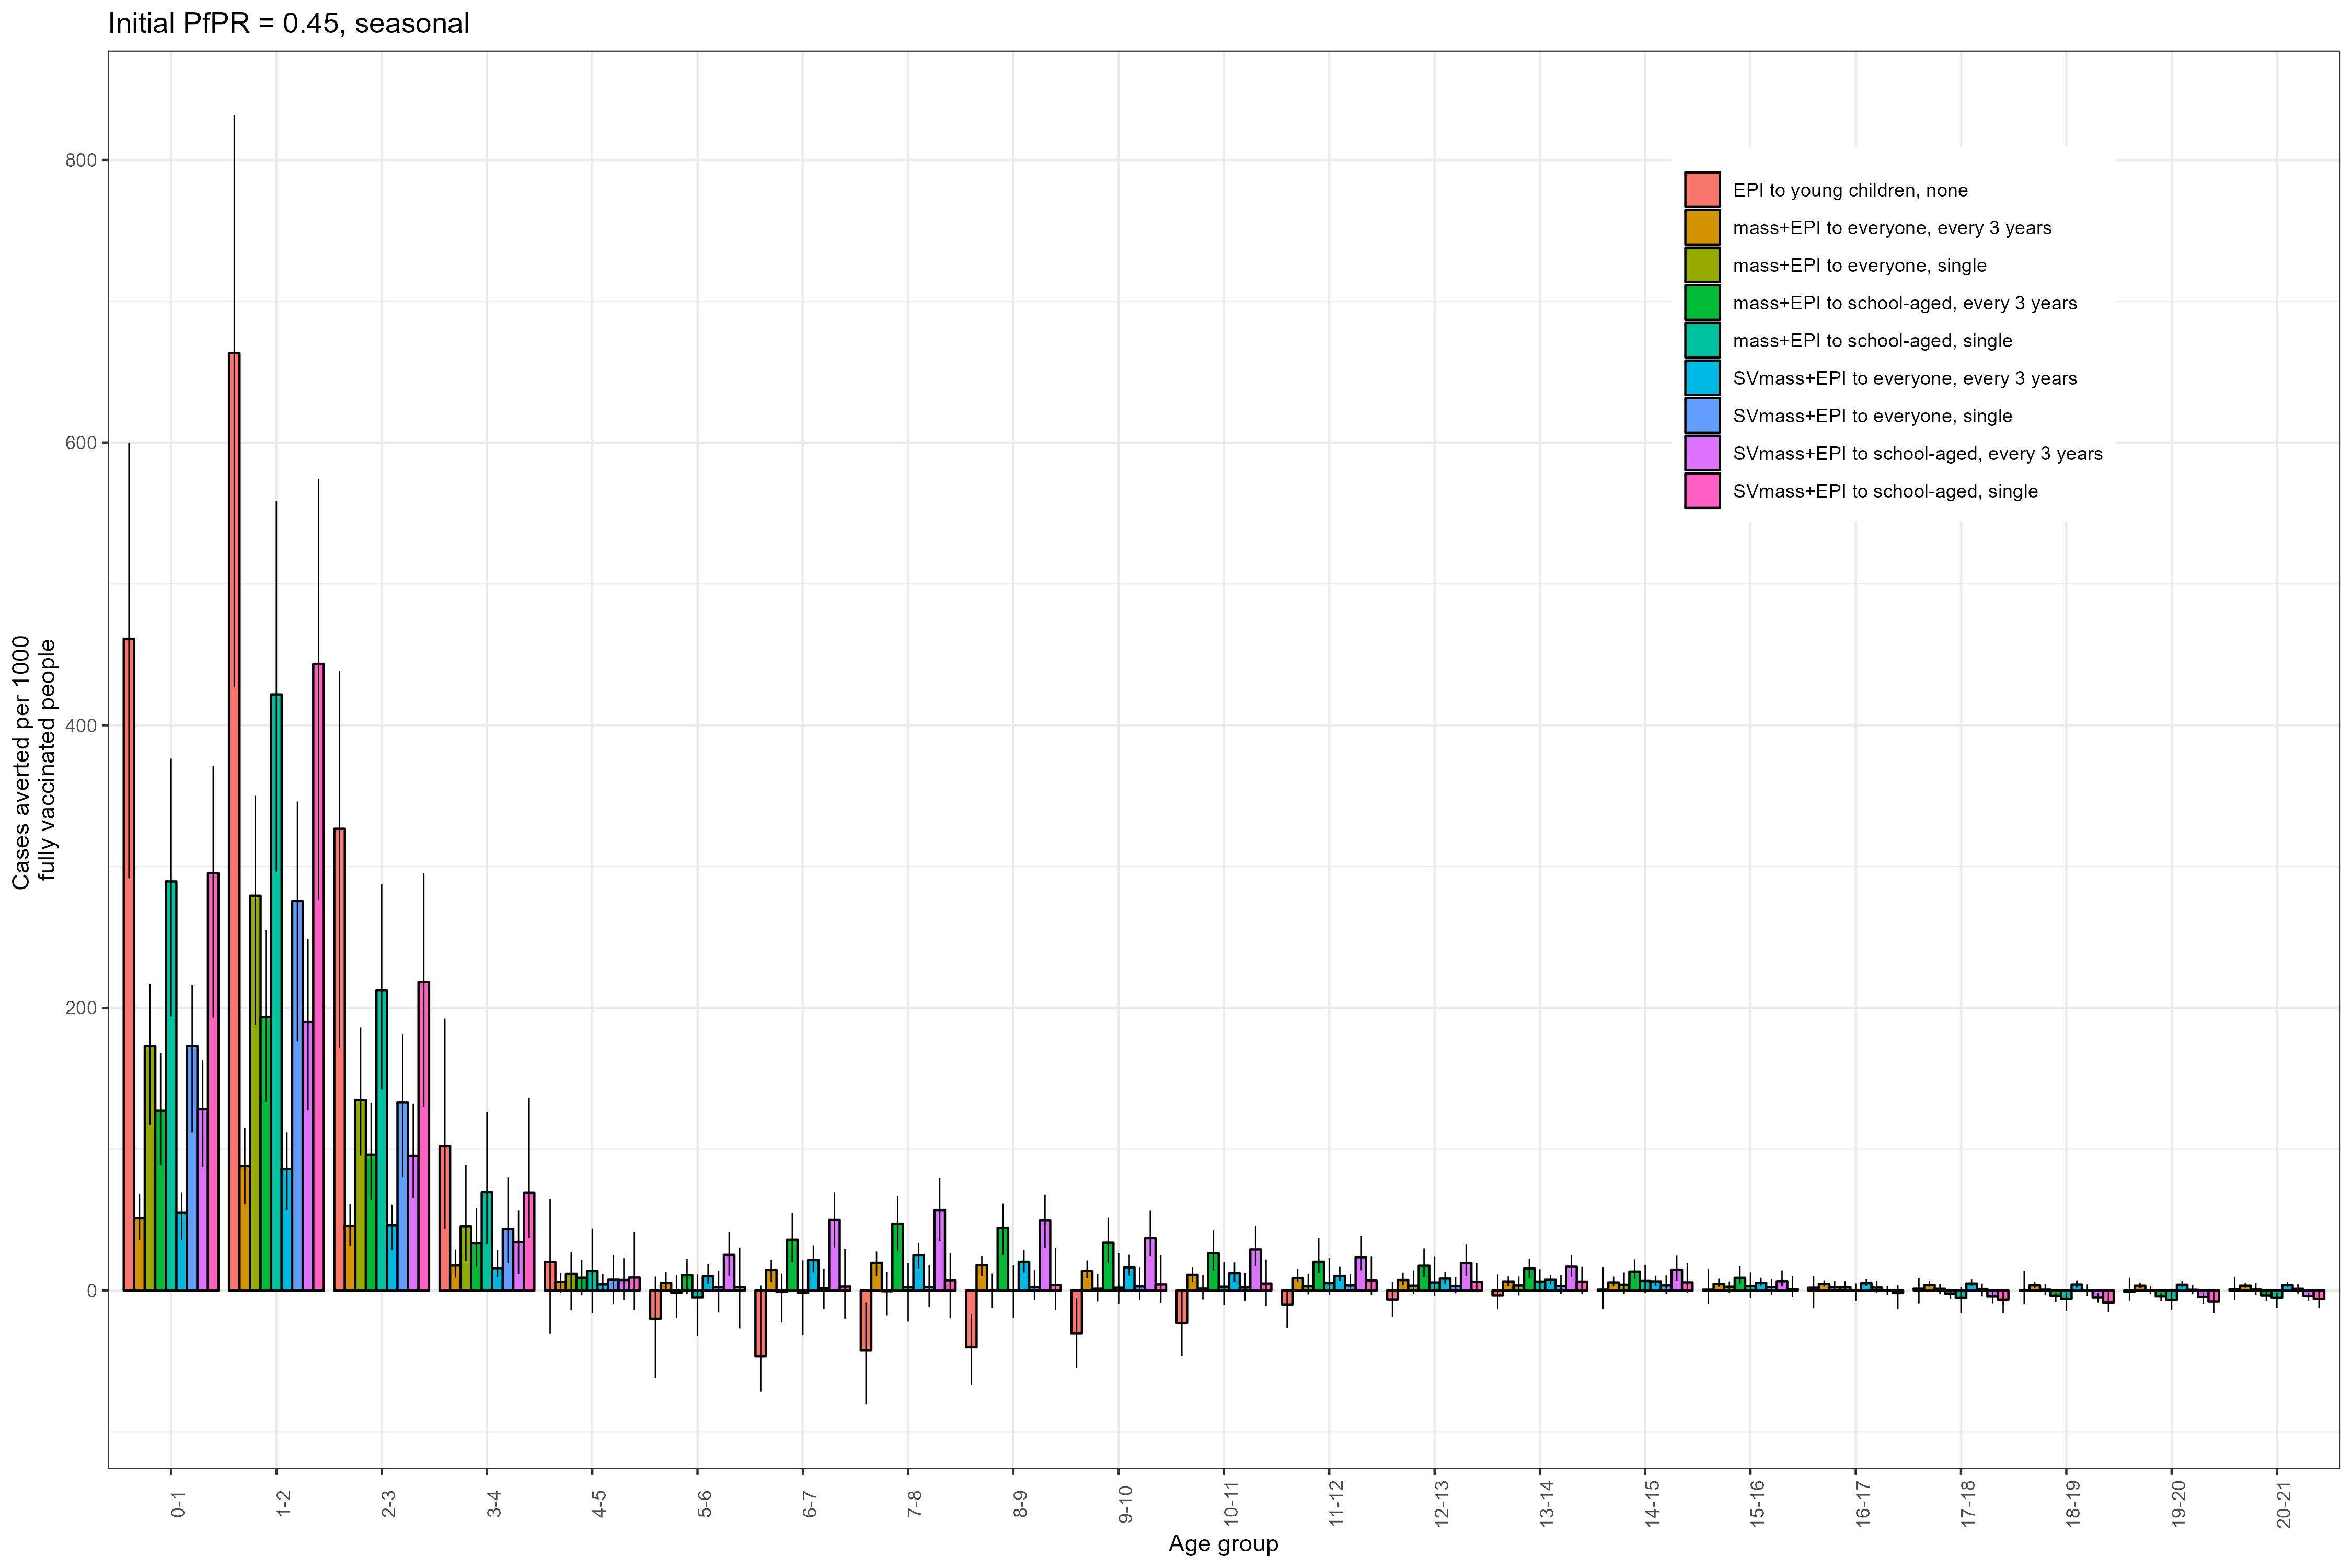 Initial PfPR = 0.45, seasonal
Cases averted per 1000
fully vaccinated people
800
600
400
200
0
EPI to young children, none
mass+EPI to everyone, every 3 years
mass+EPI to everyone, single
mass+EPI to school-aged, every 3 years
mass+EPI to school-aged, single
SVmass+EPI to everyone, every 3 years
SVmass+EPI to everyone, single
SVmass+EPI to school-aged, every 3 years
SVmass+EPI to school-aged, single
0-1
1-2
2-3
3-4
4-5
5-6
6-7
7-8
8-9
9-10
10-11
11-12
12-13
13-14
14-15
15-16
16-17
17-18
18-19
19-20
20-21
Age group